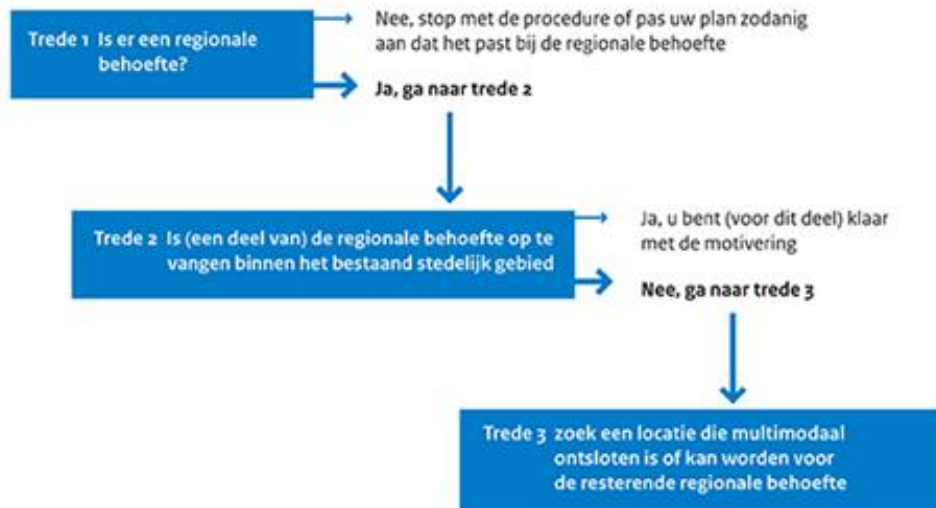 Trede 1 Is er een regionale
behoefte?
Nee, stop met de procedure of pas uw plan zodanig
aan dat het past bij de regionale behoefte
Ja, ga naar trede 2
Trede 2 Is (een deel van) de regionale behoefte op te
vangen binnen het bestaand stedelijk gebied
Ja, u bent (voor dit deel) klaar
met de motivering
Nee, ga naar trede 3
Trede 3 zoek een locatie die multimodaal
ontsloten is of kan worden voor
de resterende regionale behoefte